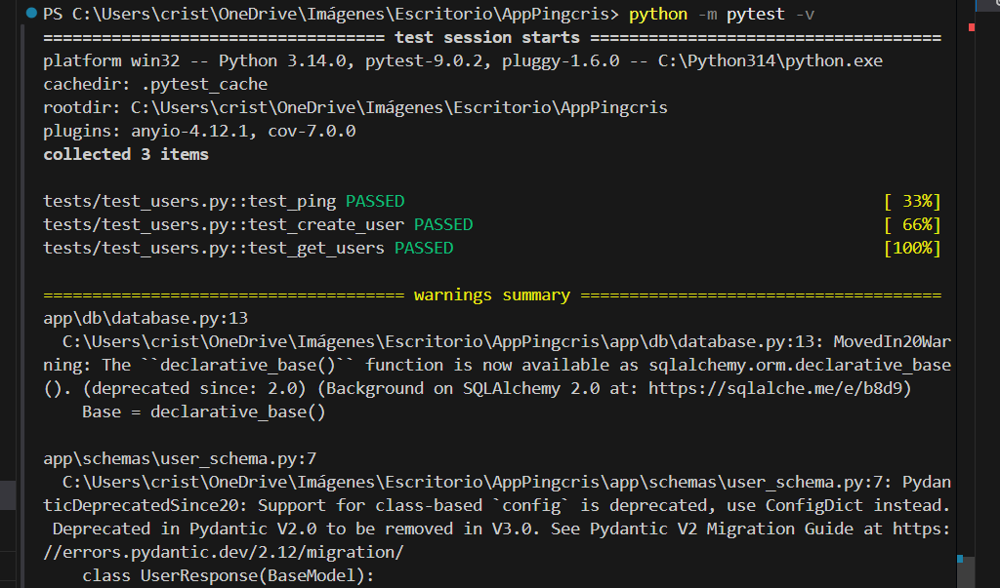 PS C:\Users\crist\OneDrive\Imágenes\Escritorio\AppPingcris> python -m pytest -v
=================================== test session starts ====================================
platform win32 -- Python 3.14.0, pytest-9.0.2, pluggy-1.6.0 -- C:\Python314\python.exe
cachedir: .pytest_cache
rootdir: C:\Users\crist\OneDrive\Imágenes\Escritorio\AppPingcris
plugins: anyio-4.12.1, cov-7.0.0
collected 3 items
tests/test_users.py::test_ping PASSED [ 33%]
tests/test_users.py::test_create_user PASSED [ 66%]
tests/test_users.py::test_get_users PASSED [100%]
===================================== warnings summary =====================================
app\db\database.py:13
C:\Users\crist\OneDrive\Imágenes\Escritorio\AppPingcris\app\db\database.py:13: MovedIn20War
ning: The ``declarative_base()`` function is now available as sqlalchemy.orm.declarative_base
(). (deprecated since: 2.0) (Background on SQLAlchemy 2.0 at: https://sqlalche.me/e/b8d9)
Base = declarative_base()
app\schemas\user_schema.py:7
C:\Users\crist\OneDrive\Imágenes\Escritorio\AppPingcris\app\schemas\user_schema.py:7: Pydan
ticDeprecatedSince20: Support for class-based `config` is deprecated, use ConfigDict instead.
Deprecated in Pydantic V2.0 to be removed in V3.0. See Pydantic V2 Migration Guide at https:
//errors.pydantic.dev/2.12/migration/
class UserResponse(BaseModel):